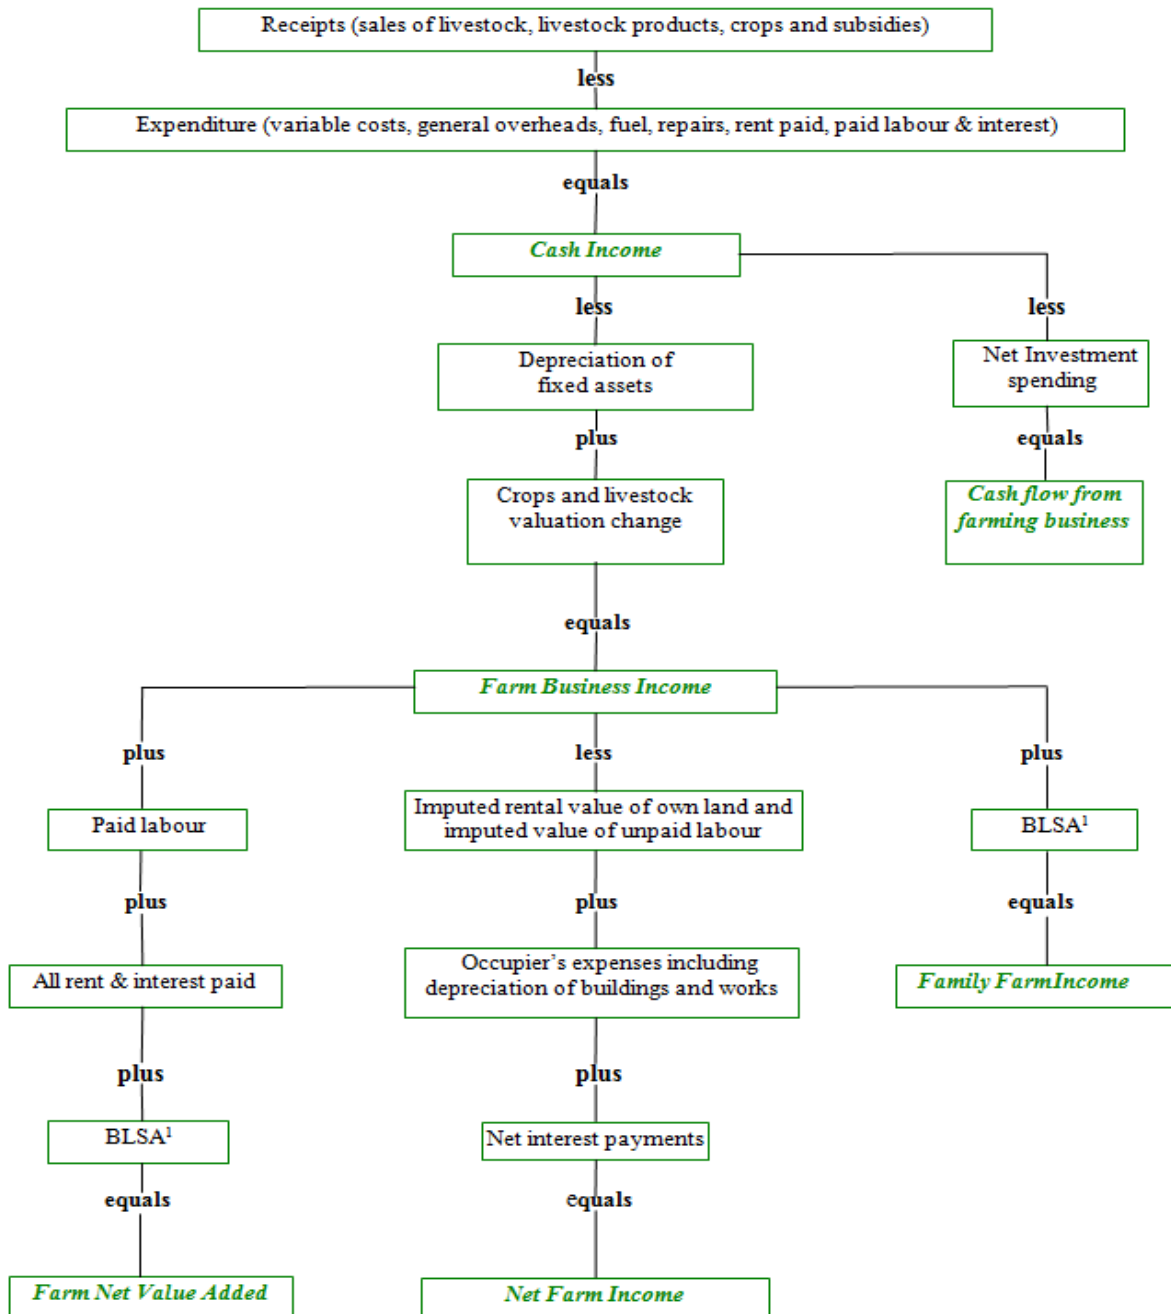 Receipts (sales of livestock, livestock products, crops and subsidies)
less
Expenditure (variable costs, general overheads, fuel, repairs, rent paid, paid labour & interest)
equals
Cash Income
less
less
Depreciation of
fixed assets
Net Investment
spending
plus
equals
Crops and livestock
valuation change
Cash flow from
farming business
equals
Farm Business Income
plus
less
plus
Paid labour
Imputed rental value of own land and
imputed value of unpaid labour
BLSA¹
plus
plus
equals
All rent & interest paid
Occupier’s expenses including
depreciation of buildings and works
Family FarmIncome
plus
plus
BLSA¹
Net interest payments
equals
equals
Farm Net Value Added
Net Farm Income